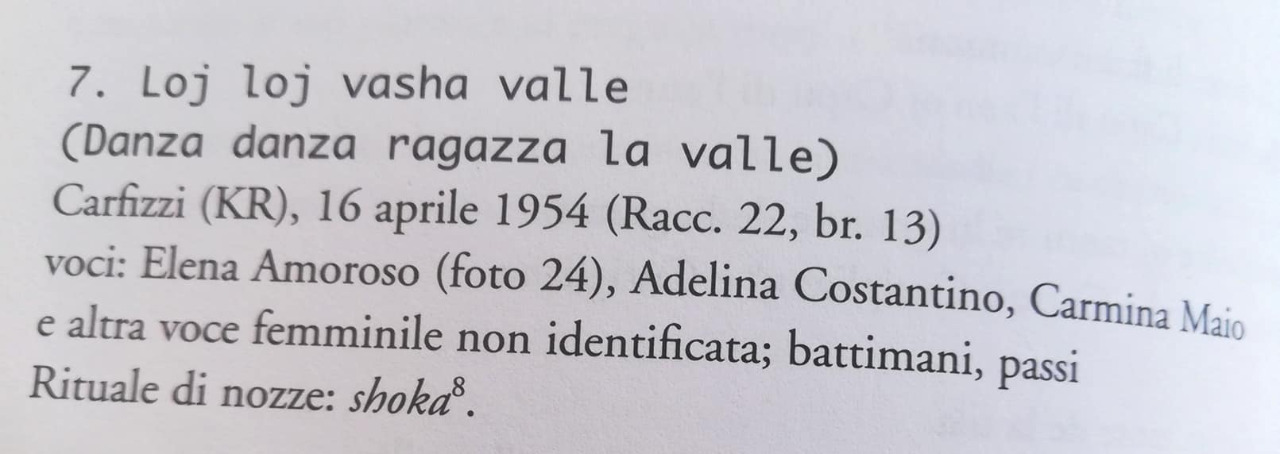 7. Loj loj vasha valle
(Danza danza ragazza la valle)
Carfizzi (KR), 16 aprile 1954 (Racc. 22, br. 13)
voci: Elena Amoroso (foto 24), Adelina Costantino, Carmina Maio
e altra voce femminile non identificata; battimani, passi
Rituale di nozze: shoka⁸.